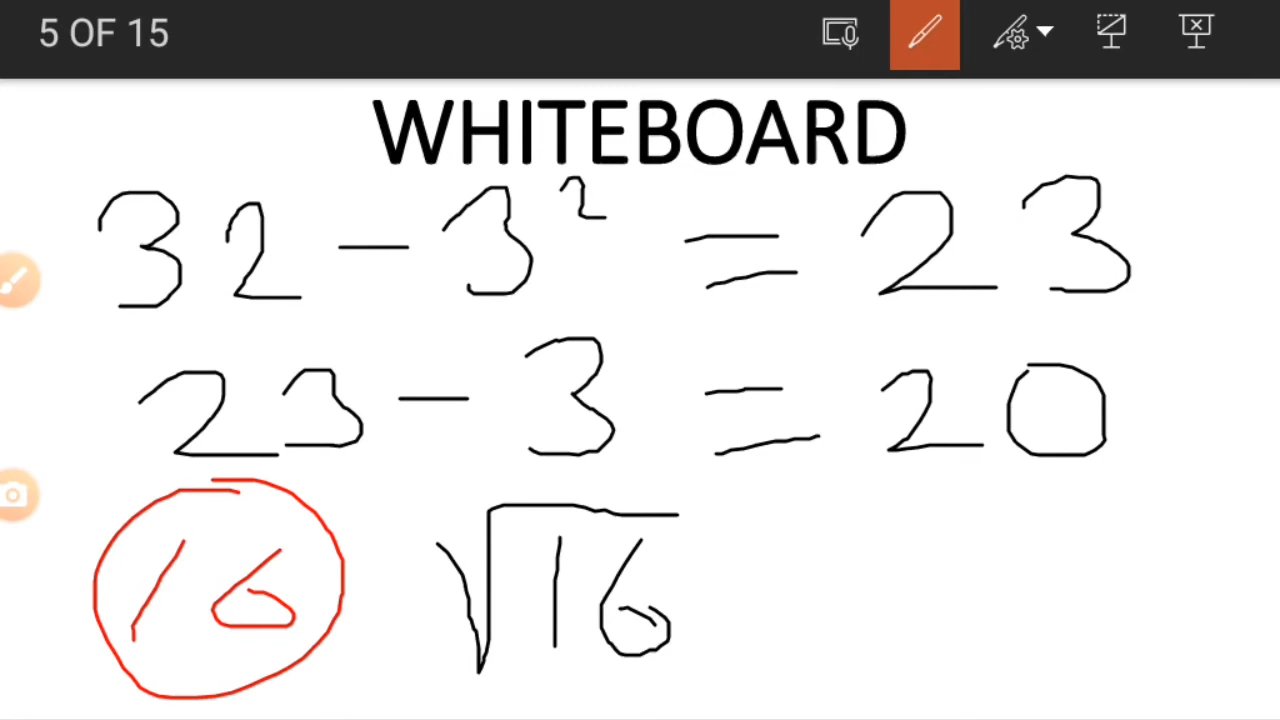 5 OF 15
WHITEBOARD
32 - 3² = 23
23 - 3 = 20
16 √16